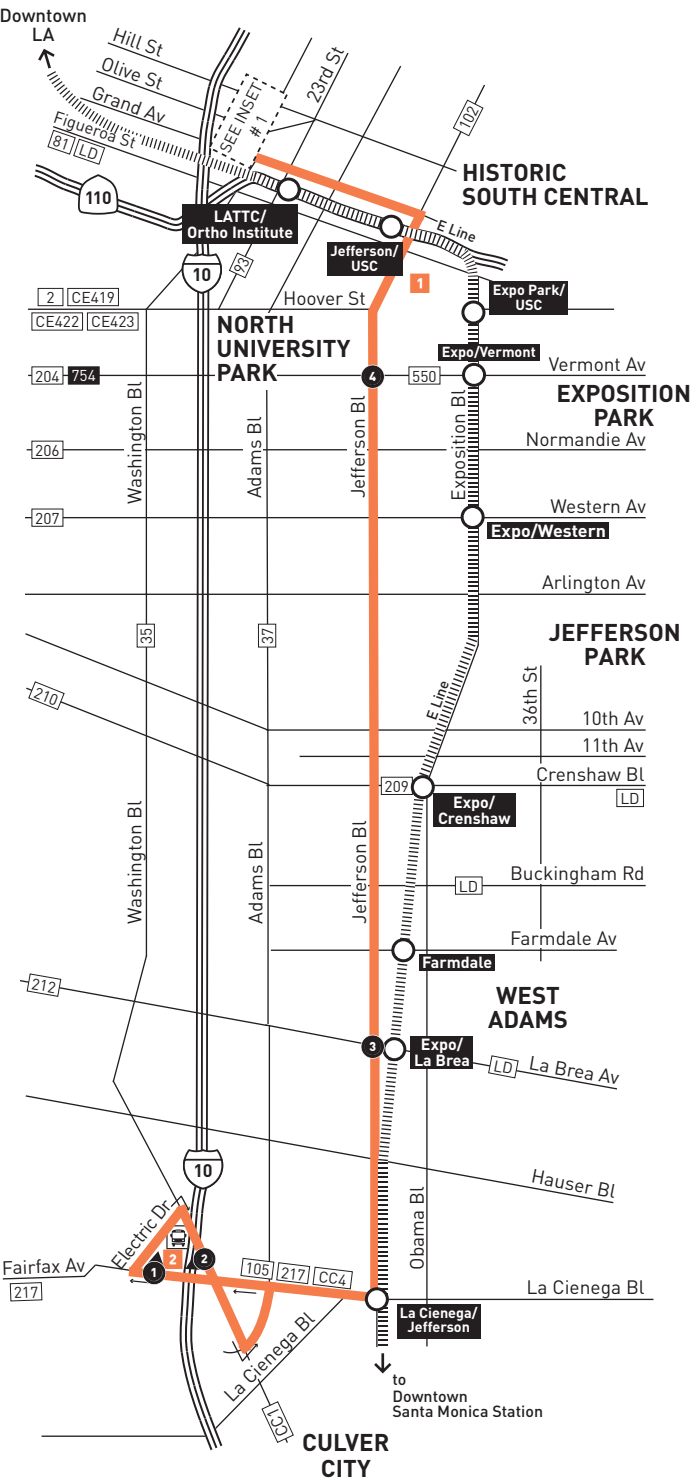 Downtown
LA
Hill St
Olive St
Grand Av
Figueroa St
81 LD
SEE INSET
# 1
23rd St
102
110
HISTORIC
SOUTH CENTRAL
LATTC/
Ortho Institute
E Line
Jefferson/
USC
10
93
1
2 CE419
CE422 CE423
Hoover St
Expo Park/
USC
NORTH
UNIVERSITY
PARK
Expo/Vermont
204 754
4
550
Vermont Av
EXPOSITION
PARK
Washington Bl
Adams Bl
Jefferson Bl
Exposition Bl
206
Normandie Av
207
Western Av
Expo/Western
Arlington Av
35
37
JEFFERSON
PARK
210
E Line
36th St
10th Av
11th Av
209
Crenshaw Bl
LD
Expo/
Crenshaw
Washington Bl
Adams Bl
Jefferson Bl
LD
Buckingham Rd
Farmdale Av
Farmdale
212
WEST
ADAMS
3
Expo/
La Brea
LD
La Brea Av
10
Hauser Bl
Electric Dr
Obama Bl
Fairfax Av
217
1
2
2
105 217 CC4
La Cienega Bl
La Cienega/
Jefferson
La Cienega Bl
to
Downtown
Santa Monica Station
CC1
CULVER
CITY